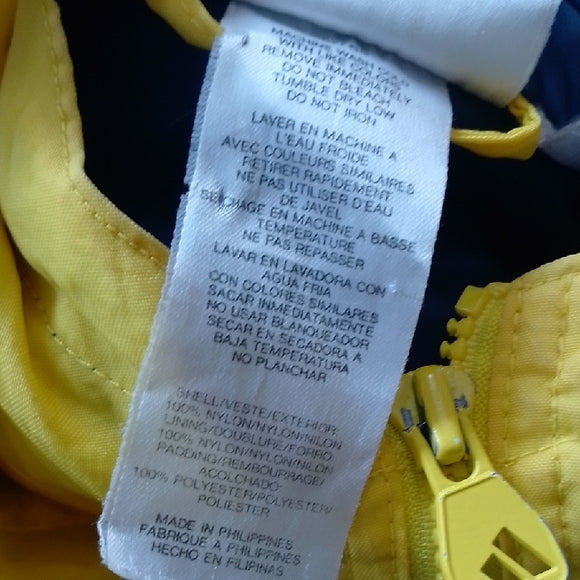 MACHINE WASH COLD
WITH LIKE COLORS
REMOVE IMMEDIATELY
DO NOT BLEACH
TUMBLE DRY LOW
DO NOT IRON
LAVER EN MACHINE A
L'EAU FROIDE
AVEC COULEURS SIMILAIRES
RETIRER RAPIDEMENT
NE PAS UTILISER D'EAU
DE JAVEL
SECHAGE EN MACHINE A BASSE
TEMPERATURE
NE PAS REPASSER
LAVAR EN LAVADORA CON
AGUA FRIA
CON COLORES SIMILARES
SACAR INMEDIATAMENTE
NO USAR BLANQUEADOR
SECAR EN SECADORA A
BAJA TEMPERATURA
NO PLANCHAR
SHELL/VESTE/EXTERIOR:
100% NYLON/NYLON/NILON
LINING/DOUBLURE/FORRO:
100% NYLON/NYLON/NILON
PADDING/REMBOURRAGE/
ACOLCHADO:
100% POLYESTER/POLYESTER/
POLIESTER
MADE IN PHILIPPINES
FABRIQUE A PHILIPPINES
HECHO EN FILIPINAS